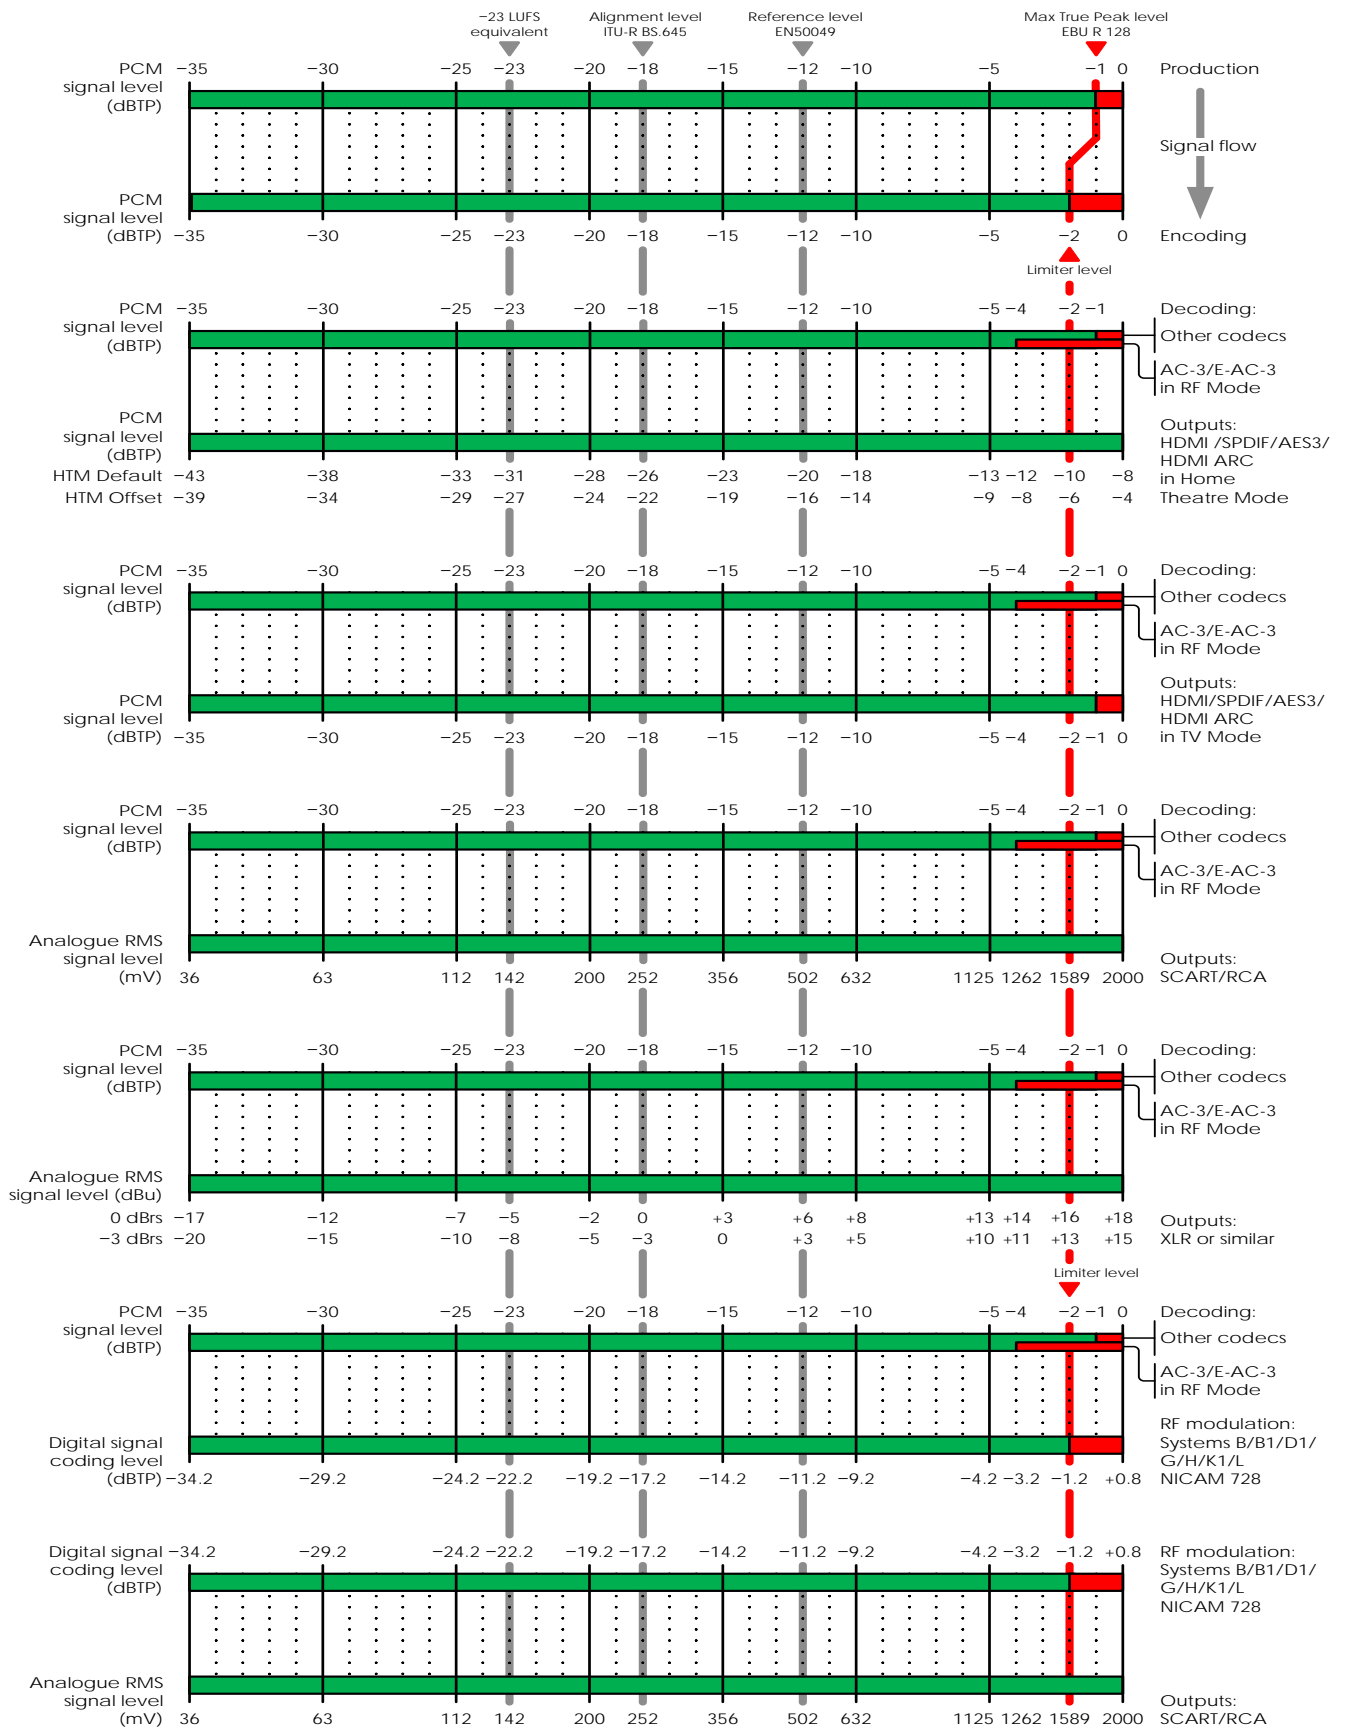 −23 LUFS equivalent
Alignment level ITU-R BS.645
Reference level EN50049
Max True Peak level EBU R 128
PCM signal level (dBTP)
−35 −30 −25 −23 −20 −18 −15 −12 −10 −5 −1 0
Production
Signal flow
PCM signal level (dBTP)
−35 −30 −25 −23 −20 −18 −15 −12 −10 −5 −2 0
Encoding
Limiter level
PCM signal level (dBTP)
−35 −30 −25 −23 −20 −18 −15 −12 −10 −5 −4 −2 −1 0
Decoding:
Other codecs
AC-3/E-AC-3
in RF Mode
PCM signal level (dBTP)
Outputs:
HDMI /SPDIF/AES3/
HDMI ARC
in Home
Theatre Mode
HTM Default −43 −38 −33 −31 −28 −26 −23 −20 −18 −13 −12 −10 −8
HTM Offset −39 −34 −29 −27 −24 −22 −19 −16 −14 −9 −8 −6 −4
PCM signal level (dBTP)
−35 −30 −25 −23 −20 −18 −15 −12 −10 −5 −4 −2 −1 0
Decoding:
Other codecs
AC-3/E-AC-3
in RF Mode
PCM signal level (dBTP)
−35 −30 −25 −23 −20 −18 −15 −12 −10 −5 −4 −2 −1 0
Outputs:
HDMI/SPDIF/AES3/
HDMI ARC
in TV Mode
PCM signal level (dBTP)
−35 −30 −25 −23 −20 −18 −15 −12 −10 −5 −4 −2 −1 0
Decoding:
Other codecs
AC-3/E-AC-3
in RF Mode
Analogue RMS signal level (mV)
36 63 112 142 200 252 356 502 632 1125 1262 1589 2000
Outputs:
SCART/RCA
PCM signal level (dBTP)
−35 −30 −25 −23 −20 −18 −15 −12 −10 −5 −4 −2 −1 0
Decoding:
Other codecs
AC-3/E-AC-3
in RF Mode
Analogue RMS signal level (dBu)
0 dBrs −17 −12 −7 −5 −2 0 +3 +6 +8 +13 +14 +16 +18
−3 dBrs −20 −15 −10 −8 −5 −3 0 +3 +5 +10 +11 +13 +15
Outputs:
XLR or similar
Limiter level
PCM signal level (dBTP)
−35 −30 −25 −23 −20 −18 −15 −12 −10 −5 −4 −2 −1 0
Decoding:
Other codecs
AC-3/E-AC-3
in RF Mode
Digital signal coding level (dBTP)
−34.2 −29.2 −24.2 −22.2 −19.2 −17.2 −14.2 −11.2 −9.2 −4.2 −3.2 −1.2 +0.8
RF modulation:
Systems B/B1/D1/
G/H/K1/L
NICAM 728
Digital signal coding level (dBTP)
−34.2 −29.2 −24.2 −22.2 −19.2 −17.2 −14.2 −11.2 −9.2 −4.2 −3.2 −1.2 +0.8
RF modulation:
Systems B/B1/D1/
G/H/K1/L
NICAM 728
Analogue RMS signal level (mV)
36 63 112 142 200 252 356 502 632 1125 1262 1589 2000
Outputs:
SCART/RCA